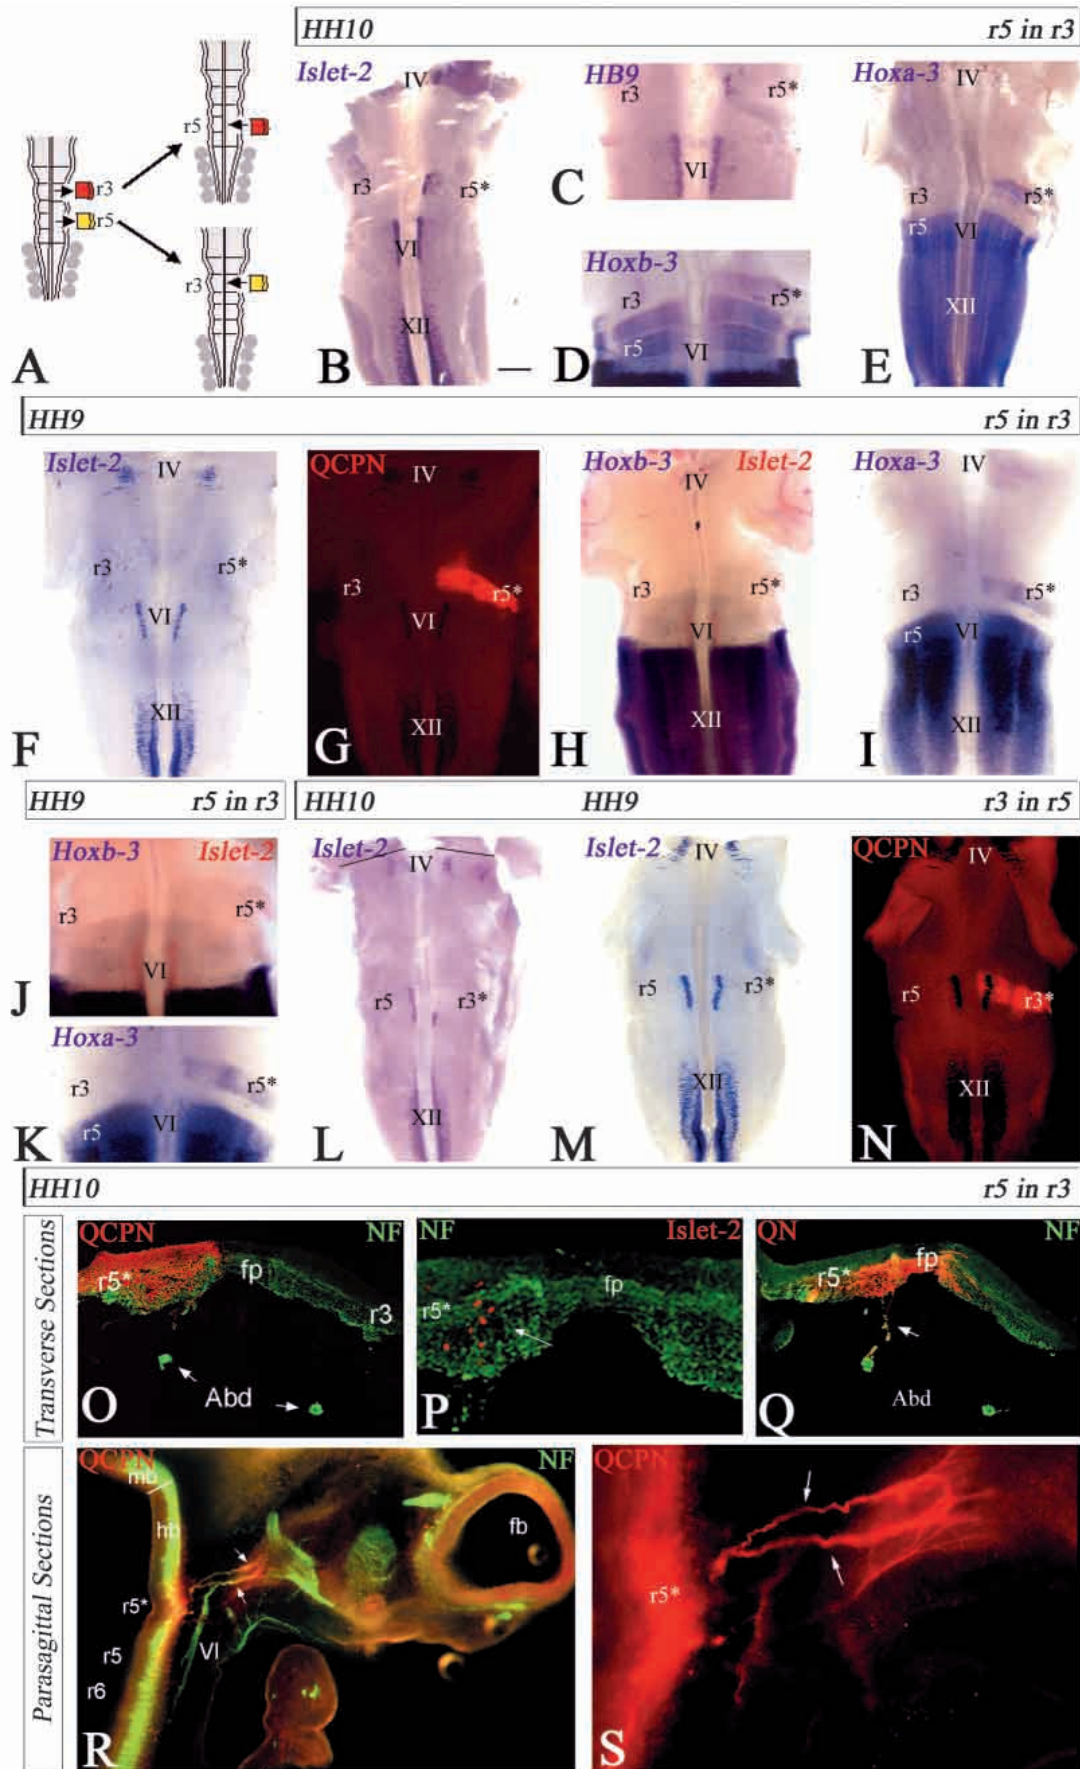 HH10 r5 in r3
r5
r3
r5
r3
A
Islet-2
IV
r3
r5*
VI
XII
B
HB9
r3
r5*
VI
C
Hoxb-3
r3
r5*
r5
VI
D
Hoxa-3
IV
r3
r5*
r5
VI
XII
E
HH9 r5 in r3
Islet-2
IV
r3
r5*
VI
XII
F
QCPN
IV
r3
r5*
VI
XII
G
Hoxb-3 Islet-2
IV
r3
r5*
VI
XII
H
Hoxa-3
IV
r3
r5*
r5
VI
XII
I
HH9 r5 in r3
HH10 HH9 r3 in r5
Hoxb-3 Islet-2
r3
r5*
VI
J
Hoxa-3
r3
r5*
r5
VI
K
Islet-2
IV
r5
r3*
XII
L
Islet-2
IV
r5
r3*
XII
M
QCPN
IV
r5
r3*
XII
N
HH10 r5 in r3
Transverse Sections
QCPN NF
r5*
fp
r3
Abd
O
NF Islet-2
fp
r5*
P
QN NF
r5*
fp
Abd
Q
Parasagittal Sections
QCPN NF
mb
hb
fb
r5*
r5
VI
r6
R
QCPN
r5*
S